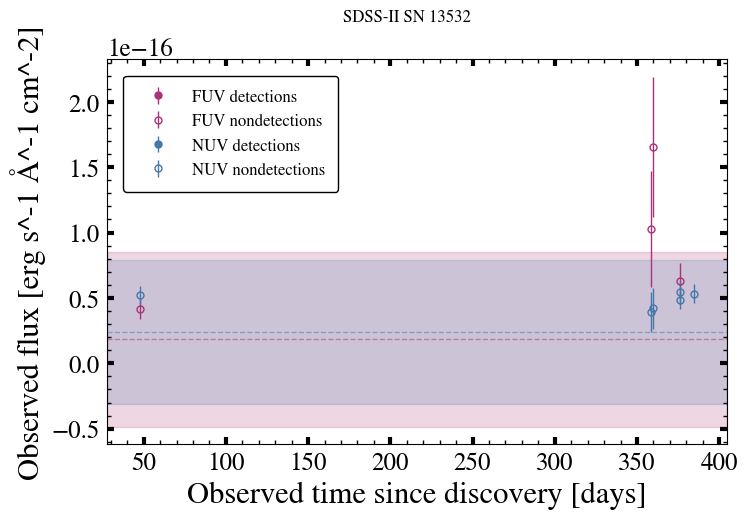 SDSS-II SN 13532
1e−16
Observed flux [erg s^-1 Å^-1 cm^-2]
2.0
1.5
1.0
0.5
0.0
−0.5
FUV detections
FUV nondetections
NUV detections
NUV nondetections
50 100 150 200 250 300 350 400
Observed time since discovery [days]